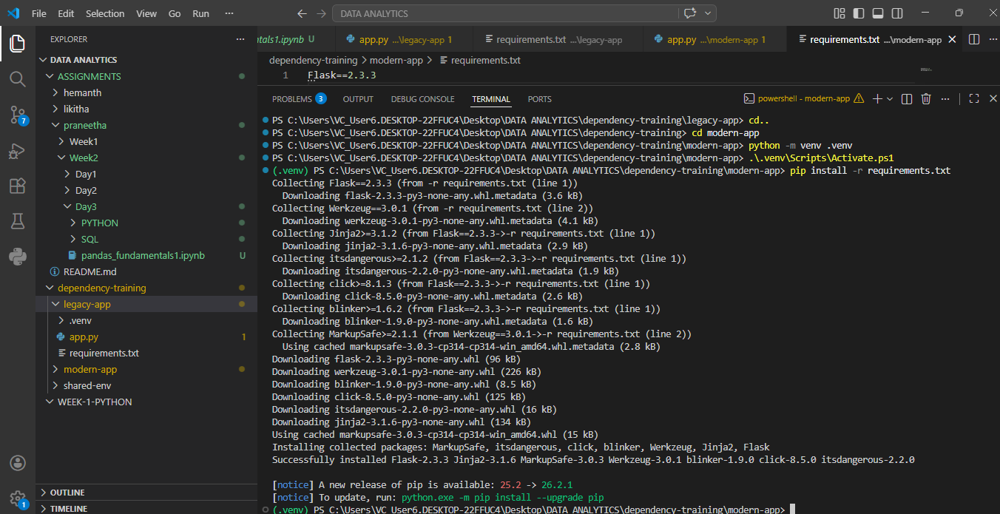 File Edit Selection View Go Run ··· DATA ANALYTICS
EXPLORER ···
DATA ANALYTICS
ASSIGNMENTS
hemanth
likitha
praneetha
Week1
Week2
Day1
Day2
Day3
PYTHON
SQL
pandas_fundamentals1.ipynb U
README.md
dependency-training
legacy-app
.venv
app.py 1
requirements.txt
modern-app
shared-env
WEEK-1-PYTHON
OUTLINE
TIMELINE
7
1
ntals1.ipynb U app.py ...\legacy-app 1 requirements.txt ...\legacy-app app.py ...\modern-app 1 requirements.txt ...\modern-app
dependency-training > modern-app > requirements.txt
1 Flask==2.3.3
PROBLEMS 3 OUTPUT DEBUG CONSOLE TERMINAL PORTS powershell - modern-app
PS C:\Users\VC_User6.DESKTOP-22FFUC4\Desktop\DATA ANALYTICS\dependency-training\legacy-app> cd..
PS C:\Users\VC_User6.DESKTOP-22FFUC4\Desktop\DATA ANALYTICS\dependency-training> cd modern-app
PS C:\Users\VC_User6.DESKTOP-22FFUC4\Desktop\DATA ANALYTICS\dependency-training\modern-app> python -m venv .venv
PS C:\Users\VC_User6.DESKTOP-22FFUC4\Desktop\DATA ANALYTICS\dependency-training\modern-app> .\.venv\Scripts\Activate.ps1
(.venv) PS C:\Users\VC_User6.DESKTOP-22FFUC4\Desktop\DATA ANALYTICS\dependency-training\modern-app> pip install -r requirements.txt
Collecting Flask==2.3.3 (from -r requirements.txt (line 1))
Downloading flask-2.3.3-py3-none-any.whl.metadata (3.6 kB)
Collecting Werkzeug==3.0.1 (from -r requirements.txt (line 2))
Downloading werkzeug-3.0.1-py3-none-any.whl.metadata (4.1 kB)
Collecting Jinja2>=3.1.2 (from Flask==2.3.3->-r requirements.txt (line 1))
Downloading jinja2-3.1.6-py3-none-any.whl.metadata (2.9 kB)
Collecting itsdangerous>=2.1.2 (from Flask==2.3.3->-r requirements.txt (line 1))
Downloading itsdangerous-2.2.0-py3-none-any.whl.metadata (1.9 kB)
Collecting click>=8.1.3 (from Flask==2.3.3->-r requirements.txt (line 1))
Downloading click-8.5.0-py3-none-any.whl.metadata (2.6 kB)
Collecting blinker>=1.6.2 (from Flask==2.3.3->-r requirements.txt (line 1))
Downloading blinker-1.9.0-py3-none-any.whl.metadata (1.6 kB)
Collecting MarkupSafe>=2.1.1 (from Werkzeug==3.0.1->-r requirements.txt (line 2))
Using cached markupsafe-3.0.3-cp314-cp314-win_amd64.whl.metadata (2.8 kB)
Downloading flask-2.3.3-py3-none-any.whl (96 kB)
Downloading werkzeug-3.0.1-py3-none-any.whl (226 kB)
Downloading blinker-1.9.0-py3-none-any.whl (8.5 kB)
Downloading click-8.5.0-py3-none-any.whl (125 kB)
Downloading itsdangerous-2.2.0-py3-none-any.whl (16 kB)
Downloading jinja2-3.1.6-py3-none-any.whl (134 kB)
Using cached markupsafe-3.0.3-cp314-cp314-win_amd64.whl (15 kB)
Installing collected packages: MarkupSafe, itsdangerous, click, blinker, Werkzeug, Jinja2, Flask
Successfully installed Flask-2.3.3 Jinja2-3.1.6 MarkupSafe-3.0.3 Werkzeug-3.0.1 blinker-1.9.0 click-8.5.0 itsdangerous-2.2.0
[notice] A new release of pip is available: 25.2 -> 26.2.1
[notice] To update, run: python.exe -m pip install --upgrade pip
(.venv) PS C:\Users\VC_User6.DESKTOP-22FFUC4\Desktop\DATA ANALYTICS\dependency-training\modern-app>